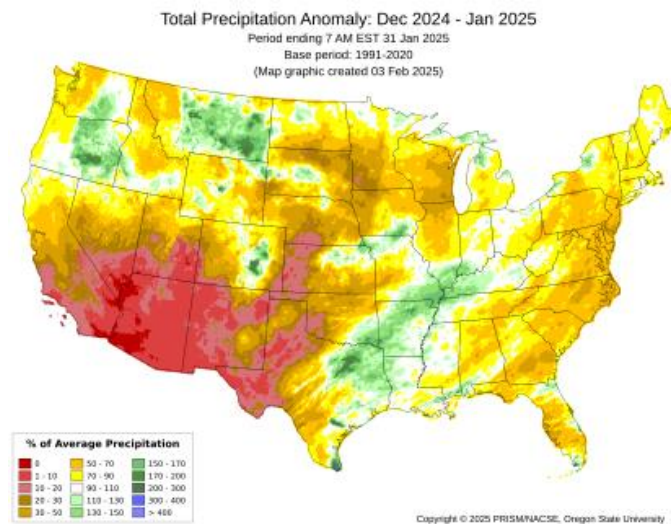 Total Precipitation Anomaly: Dec 2024 - Jan 2025
Period ending 7 AM EST 31 Jan 2025
Base period: 1991-2020
(Map graphic created 03 Feb 2025)
% of Average Precipitation
0
1 - 10
10 - 20
20 - 30
30 - 50
50 - 70
70 - 90
90 - 110
110 - 130
130 - 150
150 - 170
170 - 200
200 - 300
300 - 400
> 400
Copyright © 2025 PRISM/NACSE, Oregon State University